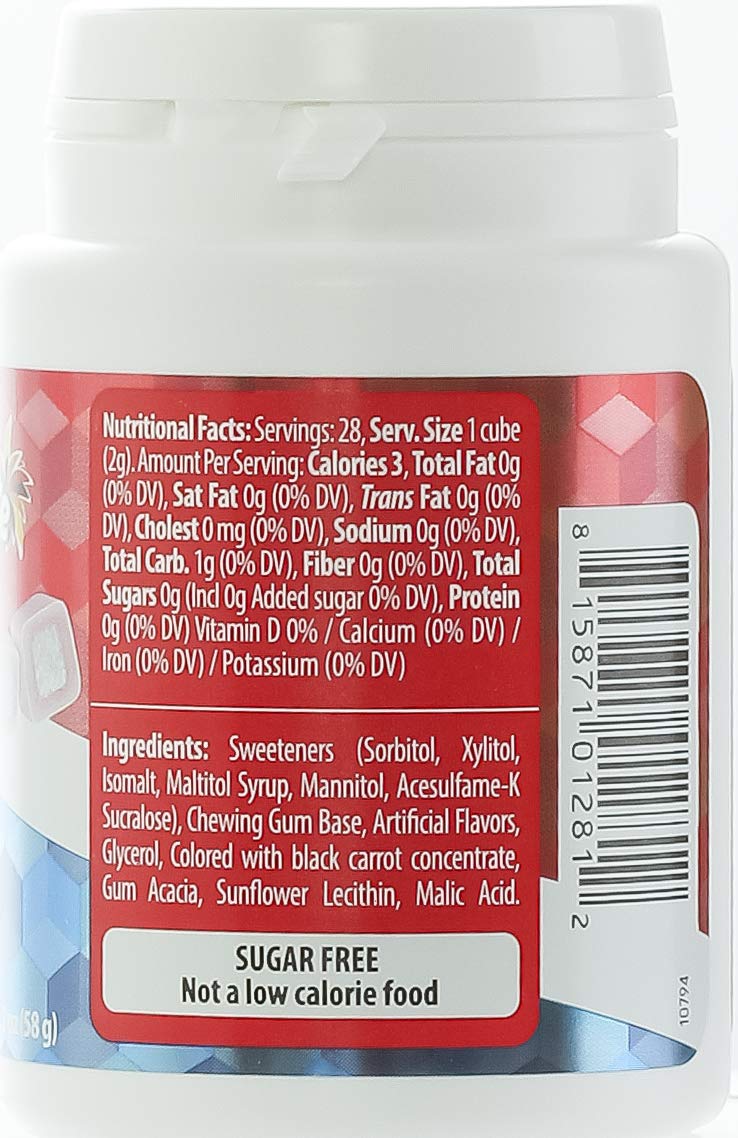 Nutritional Facts: Servings: 28, Serv. Size 1 cube
(2g). Amount Per Serving: Calories 3, Total Fat 0g
(0% DV), Sat Fat 0g (0% DV), Trans Fat 0g (0%
DV), Cholest 0 mg (0% DV), Sodium 0g (0% DV),
Total Carb. 1g (0% DV), Fiber 0g (0% DV), Total
Sugars 0g (Incl 0g Added sugar 0% DV), Protein
0g (0% DV) Vitamin D 0% / Calcium (0% DV) /
Iron (0% DV) / Potassium (0% DV)
Ingredients: Sweeteners (Sorbitol, Xylitol,
Isomalt, Maltitol Syrup, Mannitol, Acesulfame-K
Sucralose), Chewing Gum Base, Artificial Flavors,
Glycerol, Colored with black carrot concentrate,
Gum Acacia, Sunflower Lecithin, Malic Acid.
SUGAR FREE
Not a low calorie food
(58 g)
8 15871 01281 2
10794